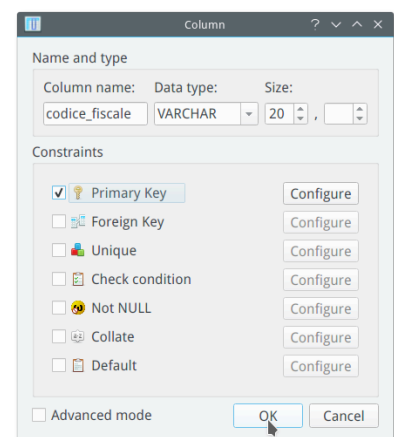 Column
Name and type
Column name: Data type: Size:
codice_fiscale VARCHAR 20 ,
Constraints
Primary Key Configure
Foreign Key Configure
Unique Configure
Check condition Configure
Not NULL Configure
Collate Configure
Default Configure
Advanced mode OK Cancel